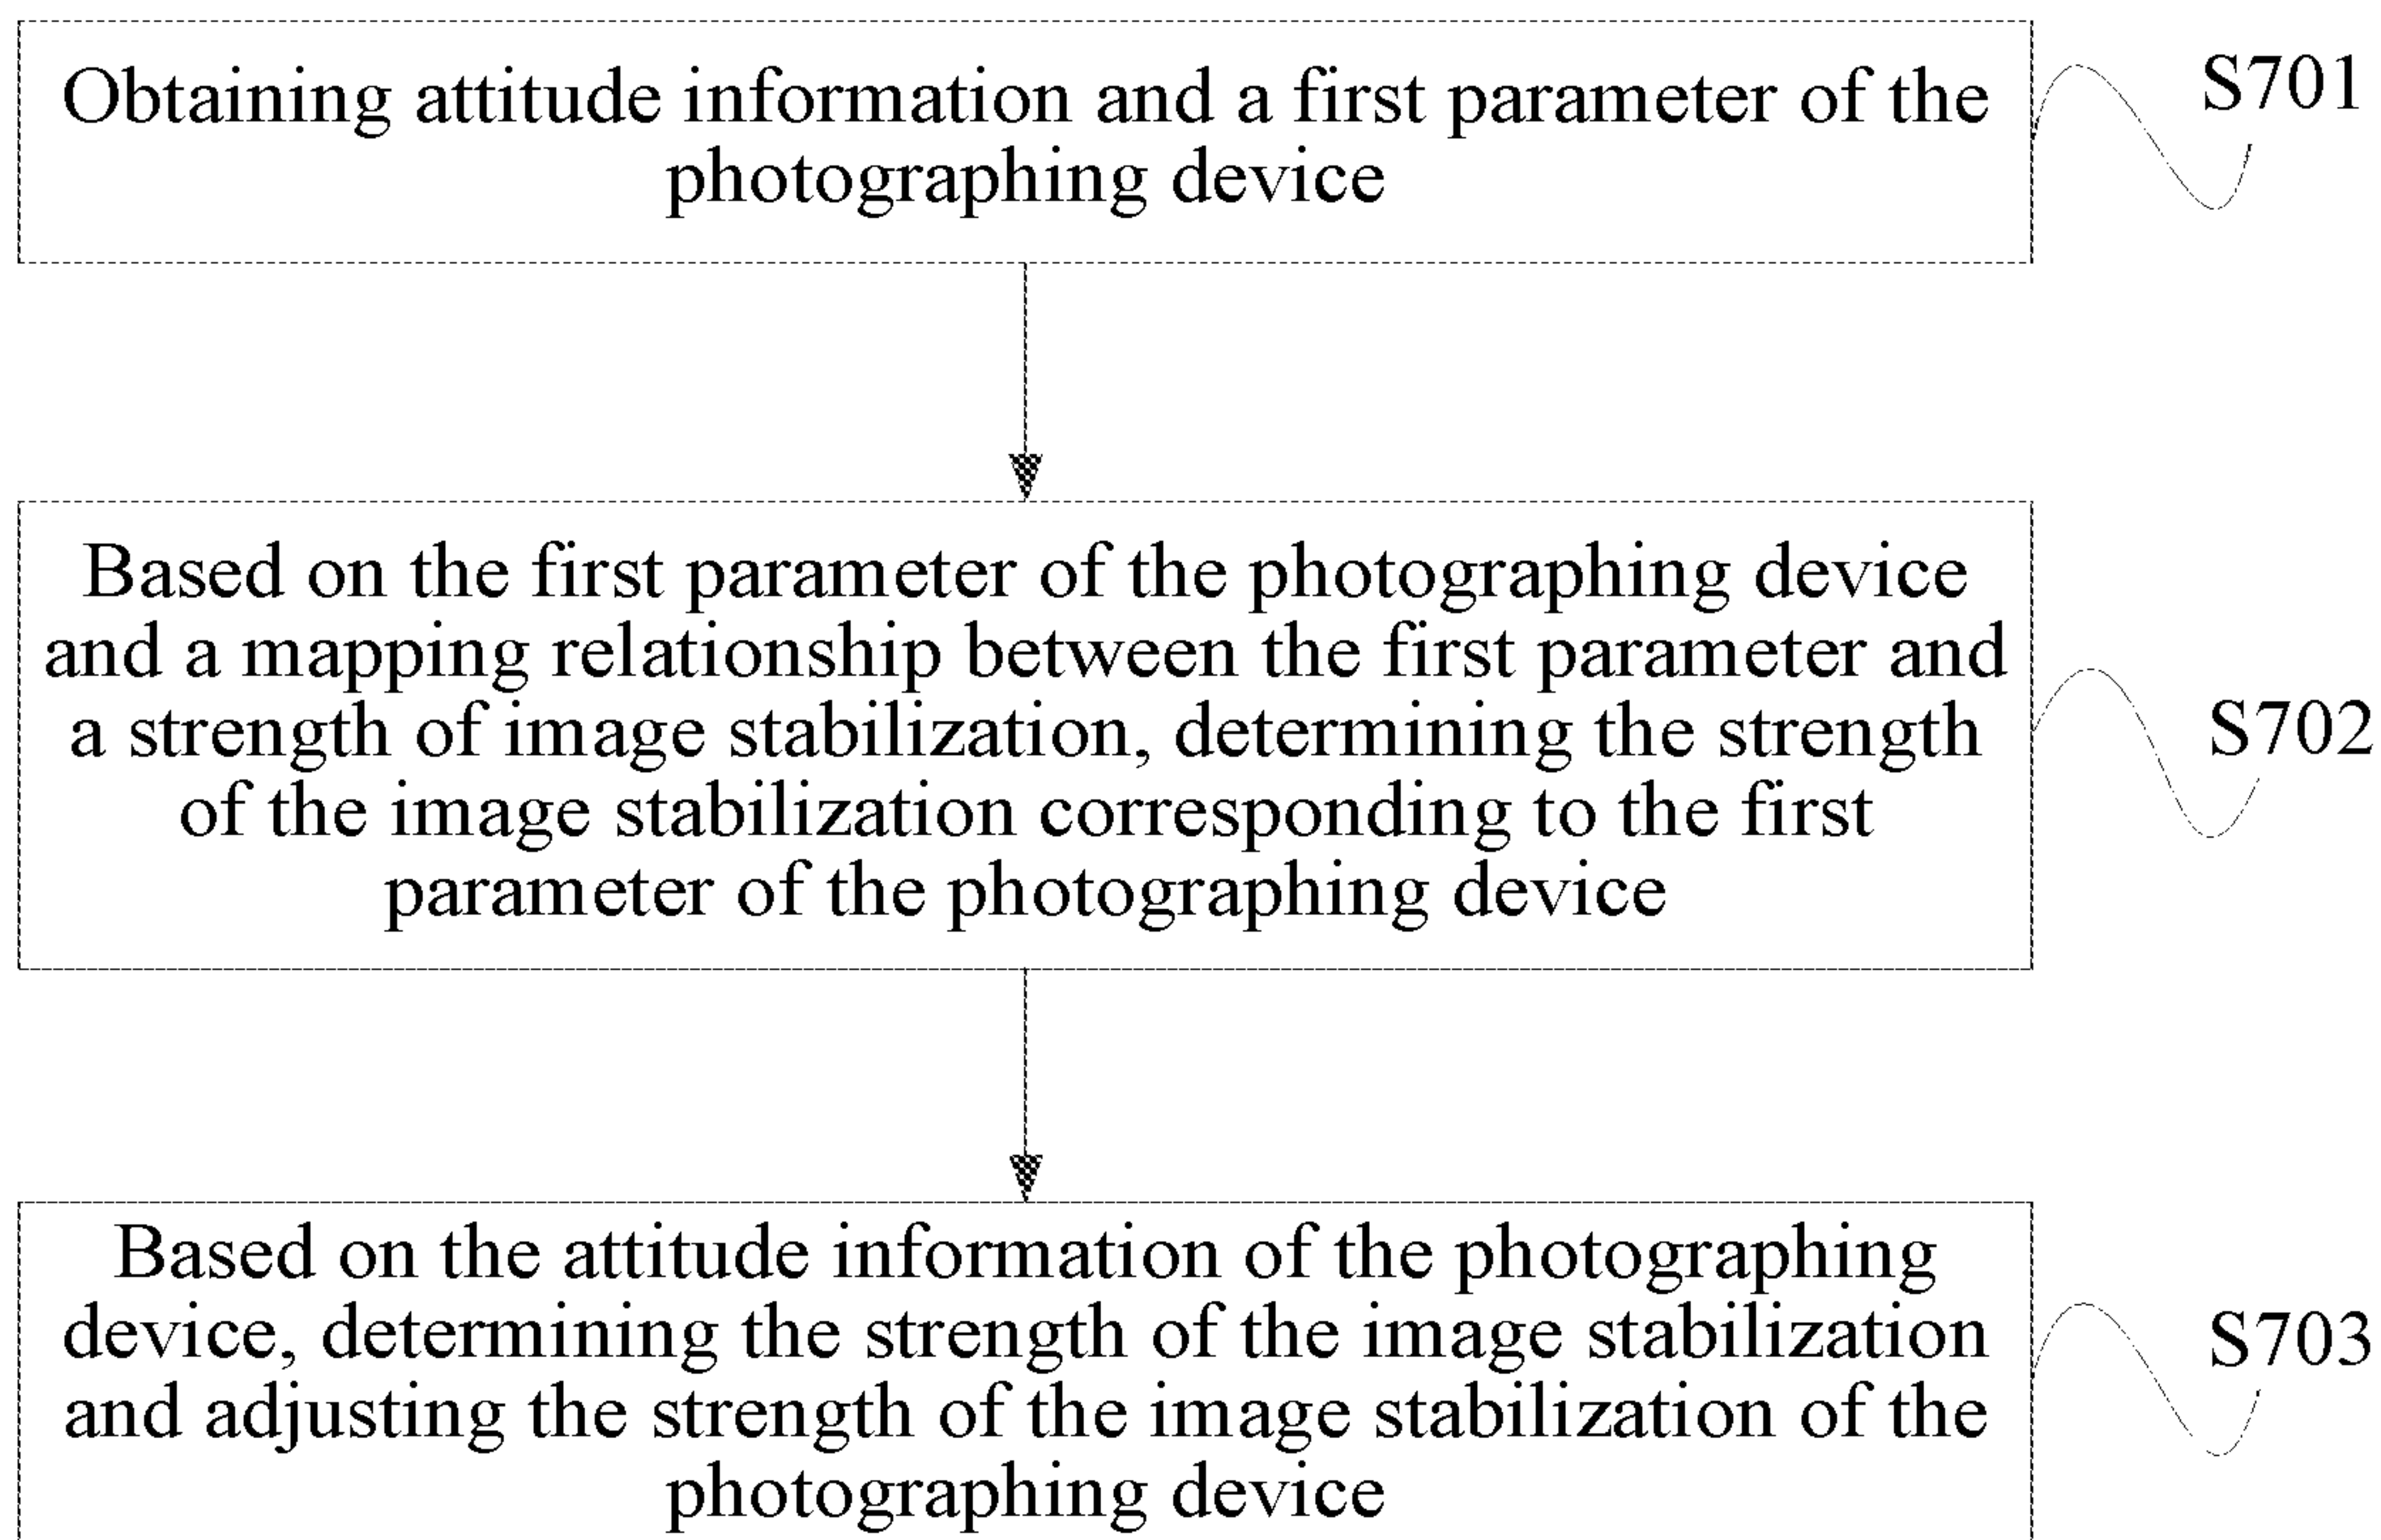 Obtaining attitude information and a first parameter of the
photographing device
S701
Based on the first parameter of the photographing device
and a mapping relationship between the first parameter and
a strength of image stabilization, determining the strength
of the image stabilization corresponding to the first
parameter of the photographing device
S702
Based on the attitude information of the photographing
device, determining the strength of the image stabilization
and adjusting the strength of the image stabilization of the
photographing device
S703